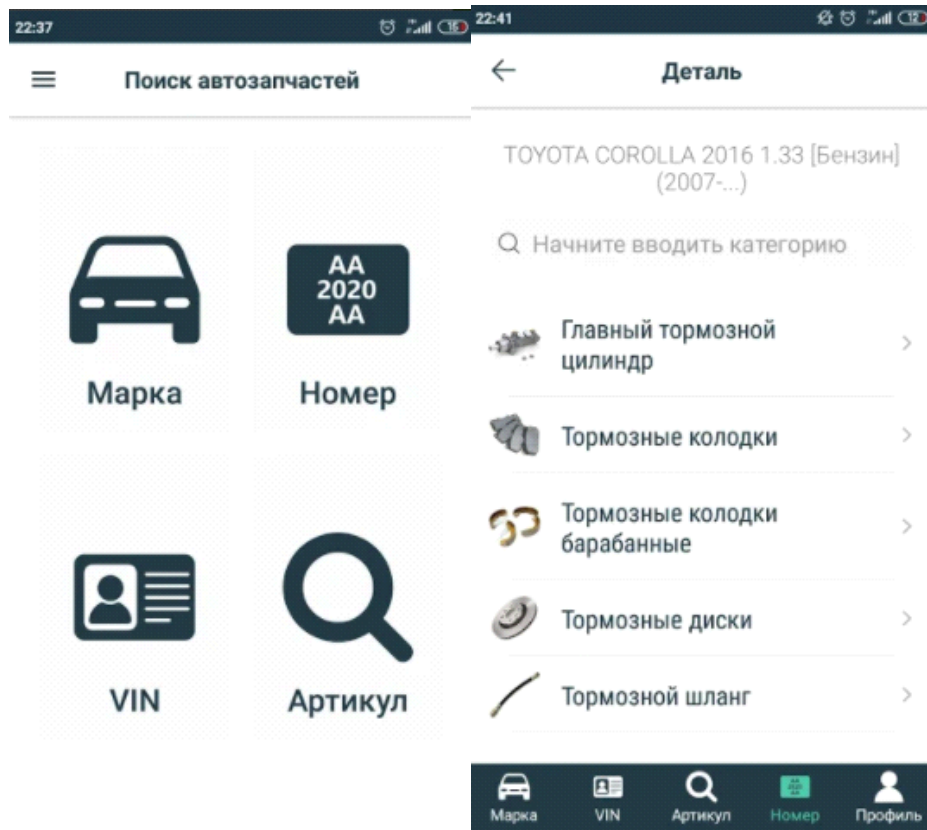 22:37
Поиск автозапчастей
Марка
AA
2020
AA
Номер
VIN
Артикул
22:41
Деталь
TOYOTA COROLLA 2016 1.33 [Бензин]
(2007-...)
Начните вводить категорию
Главный тормозной
цилиндр
Тормозные колодки
Тормозные колодки
барабанные
Тормозные диски
Тормозной шланг
Марка
VIN
Артикул
Номер
Профиль